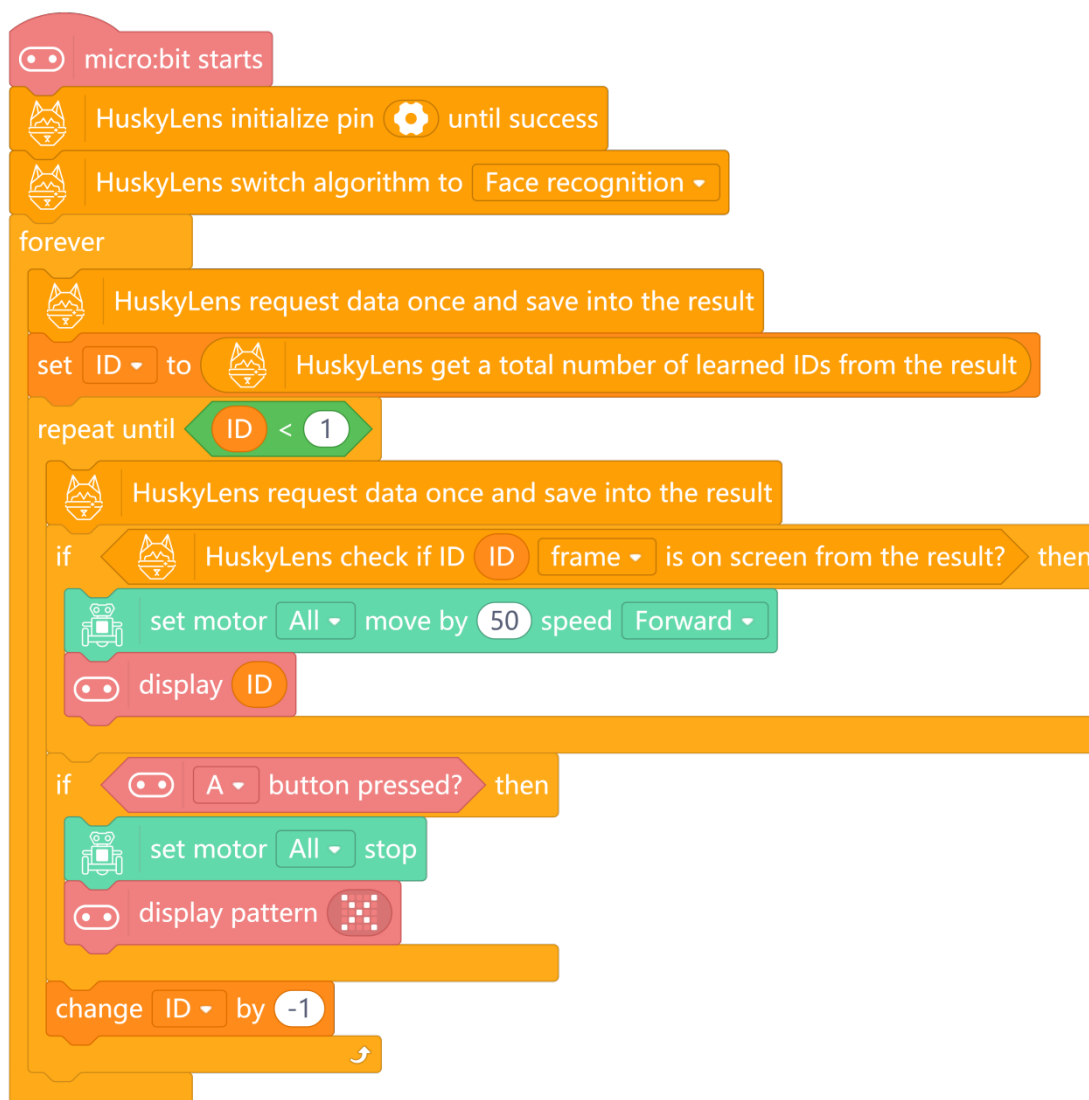 micro:bit starts
HuskyLens initialize pin until success
HuskyLens switch algorithm to Face recognition
forever
HuskyLens request data once and save into the result
set ID to HuskyLens get a total number of learned IDs from the result
repeat until ID < 1
HuskyLens request data once and save into the result
if HuskyLens check if ID ID frame is on screen from the result? then
set motor All move by 50 speed Forward
display ID
if A button pressed? then
set motor All stop
display pattern
change ID by -1